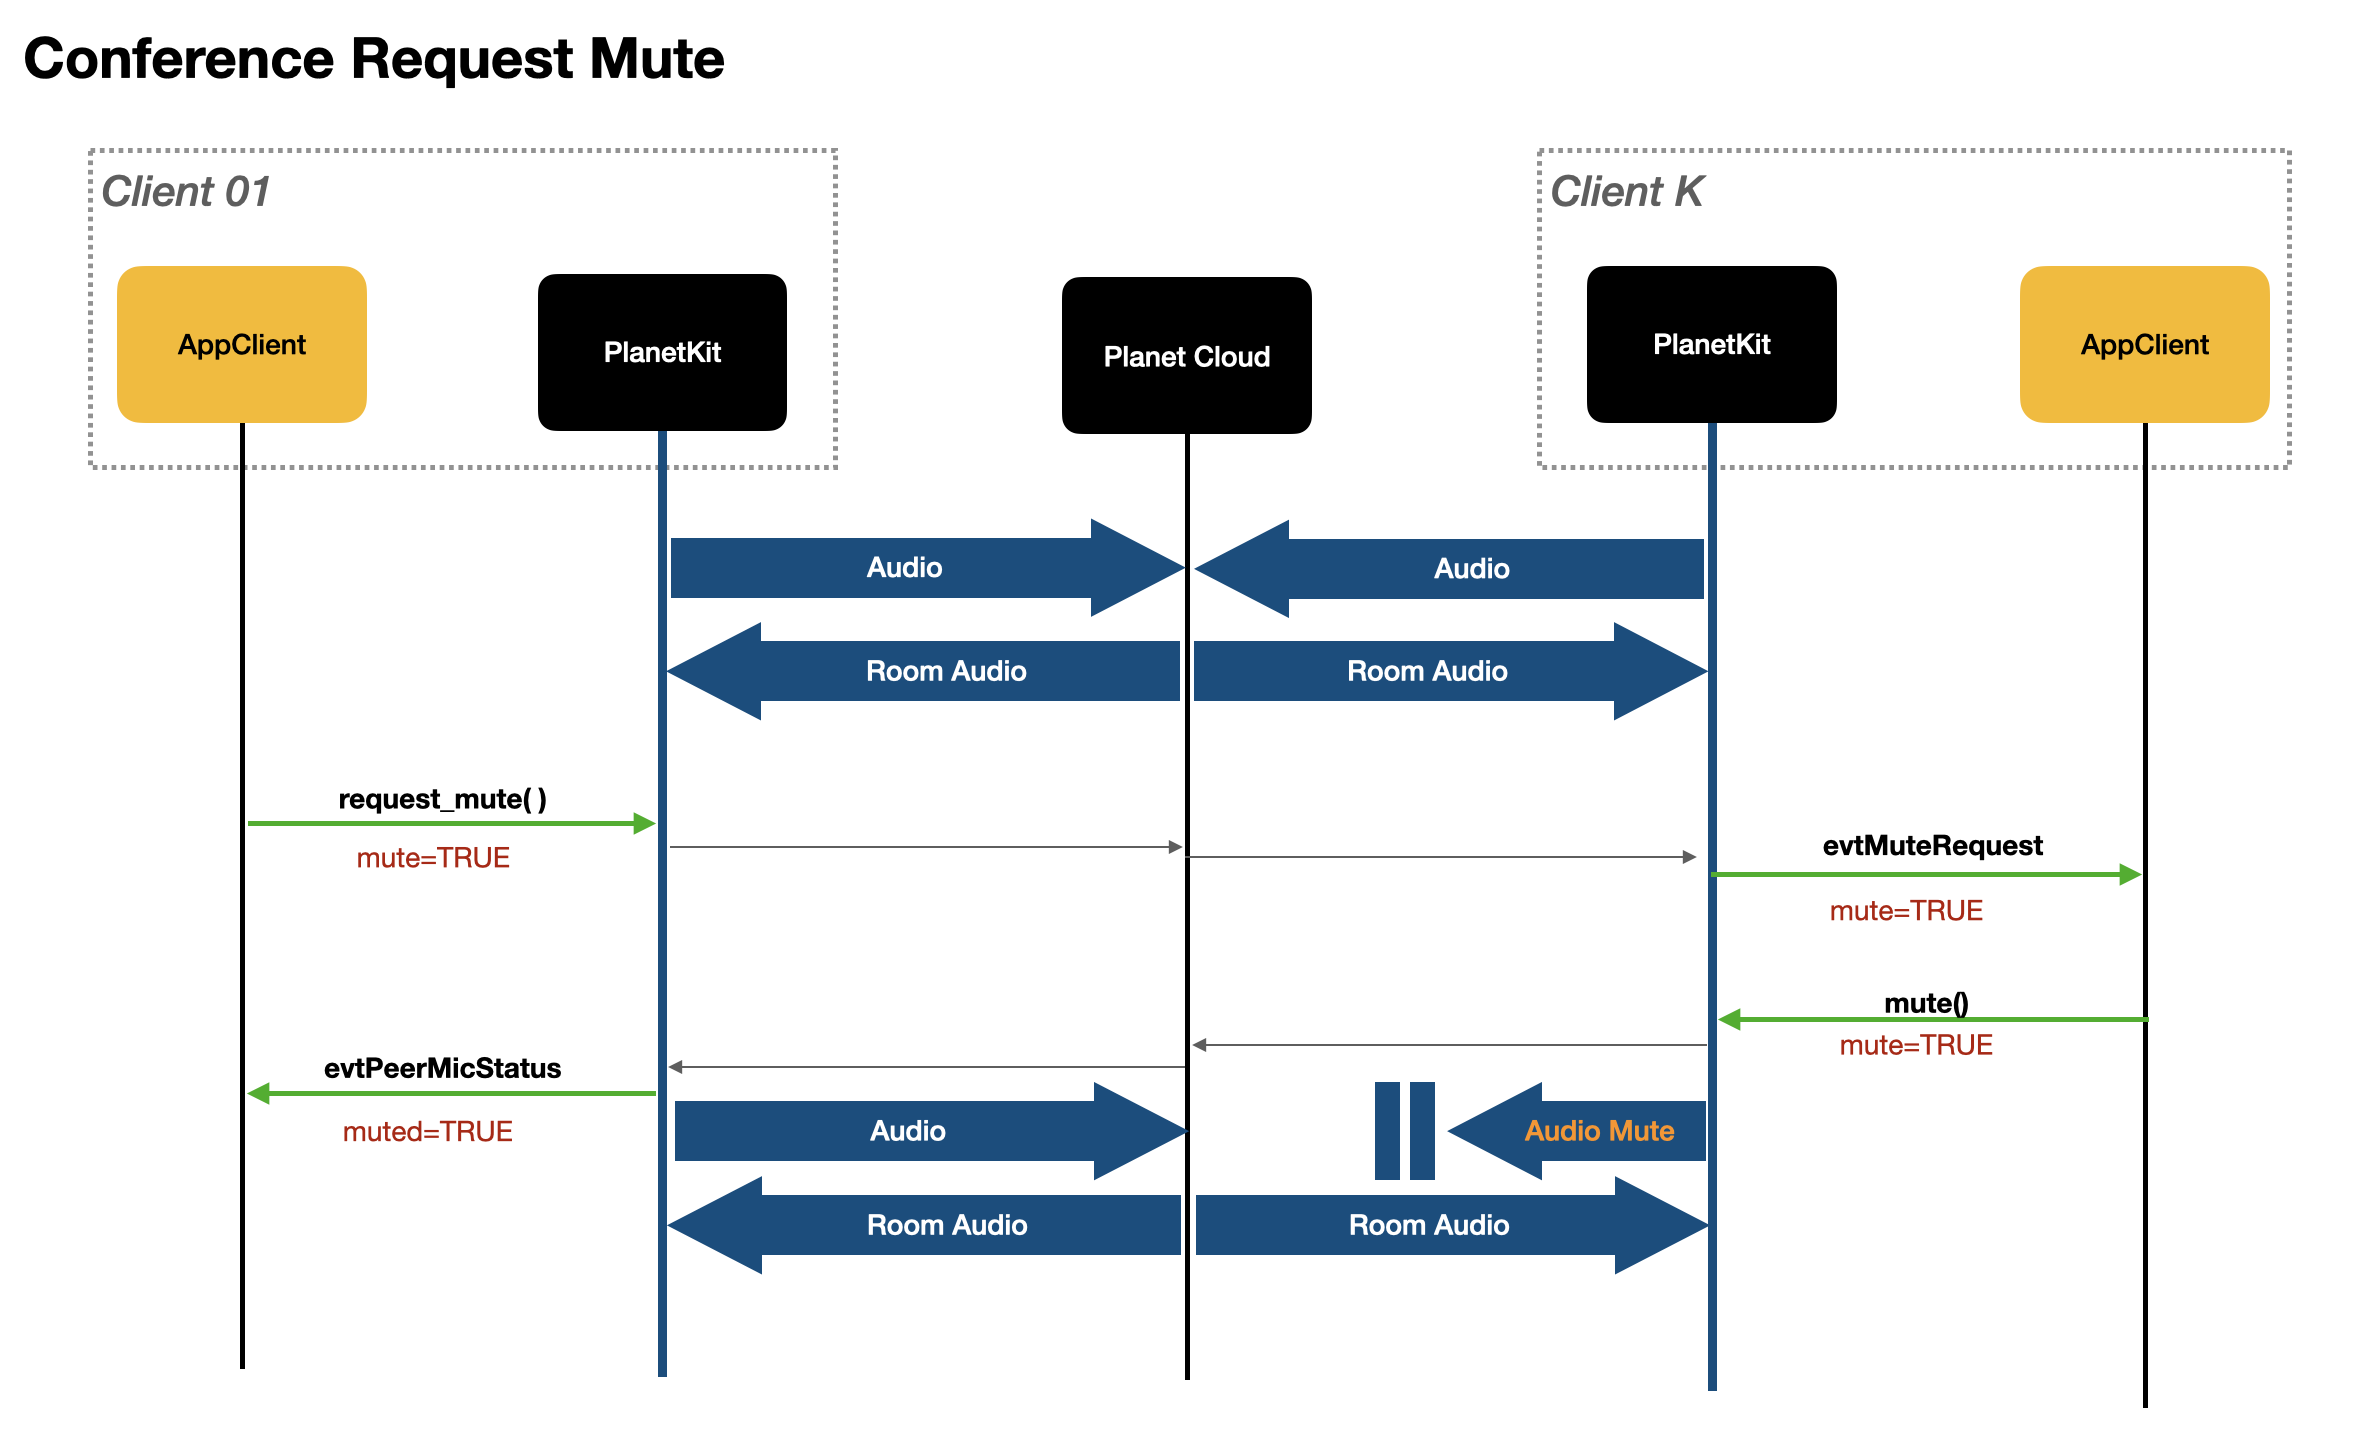 Conference Request Mute
Client 01
Client K
AppClient
PlanetKit
Planet Cloud
PlanetKit
AppClient
Audio
Audio
Room Audio
Room Audio
request_mute( )
mute=TRUE
evtMuteRequest
mute=TRUE
mute()
mute=TRUE
evtPeerMicStatus
muted=TRUE
Audio
Audio Mute
Room Audio
Room Audio